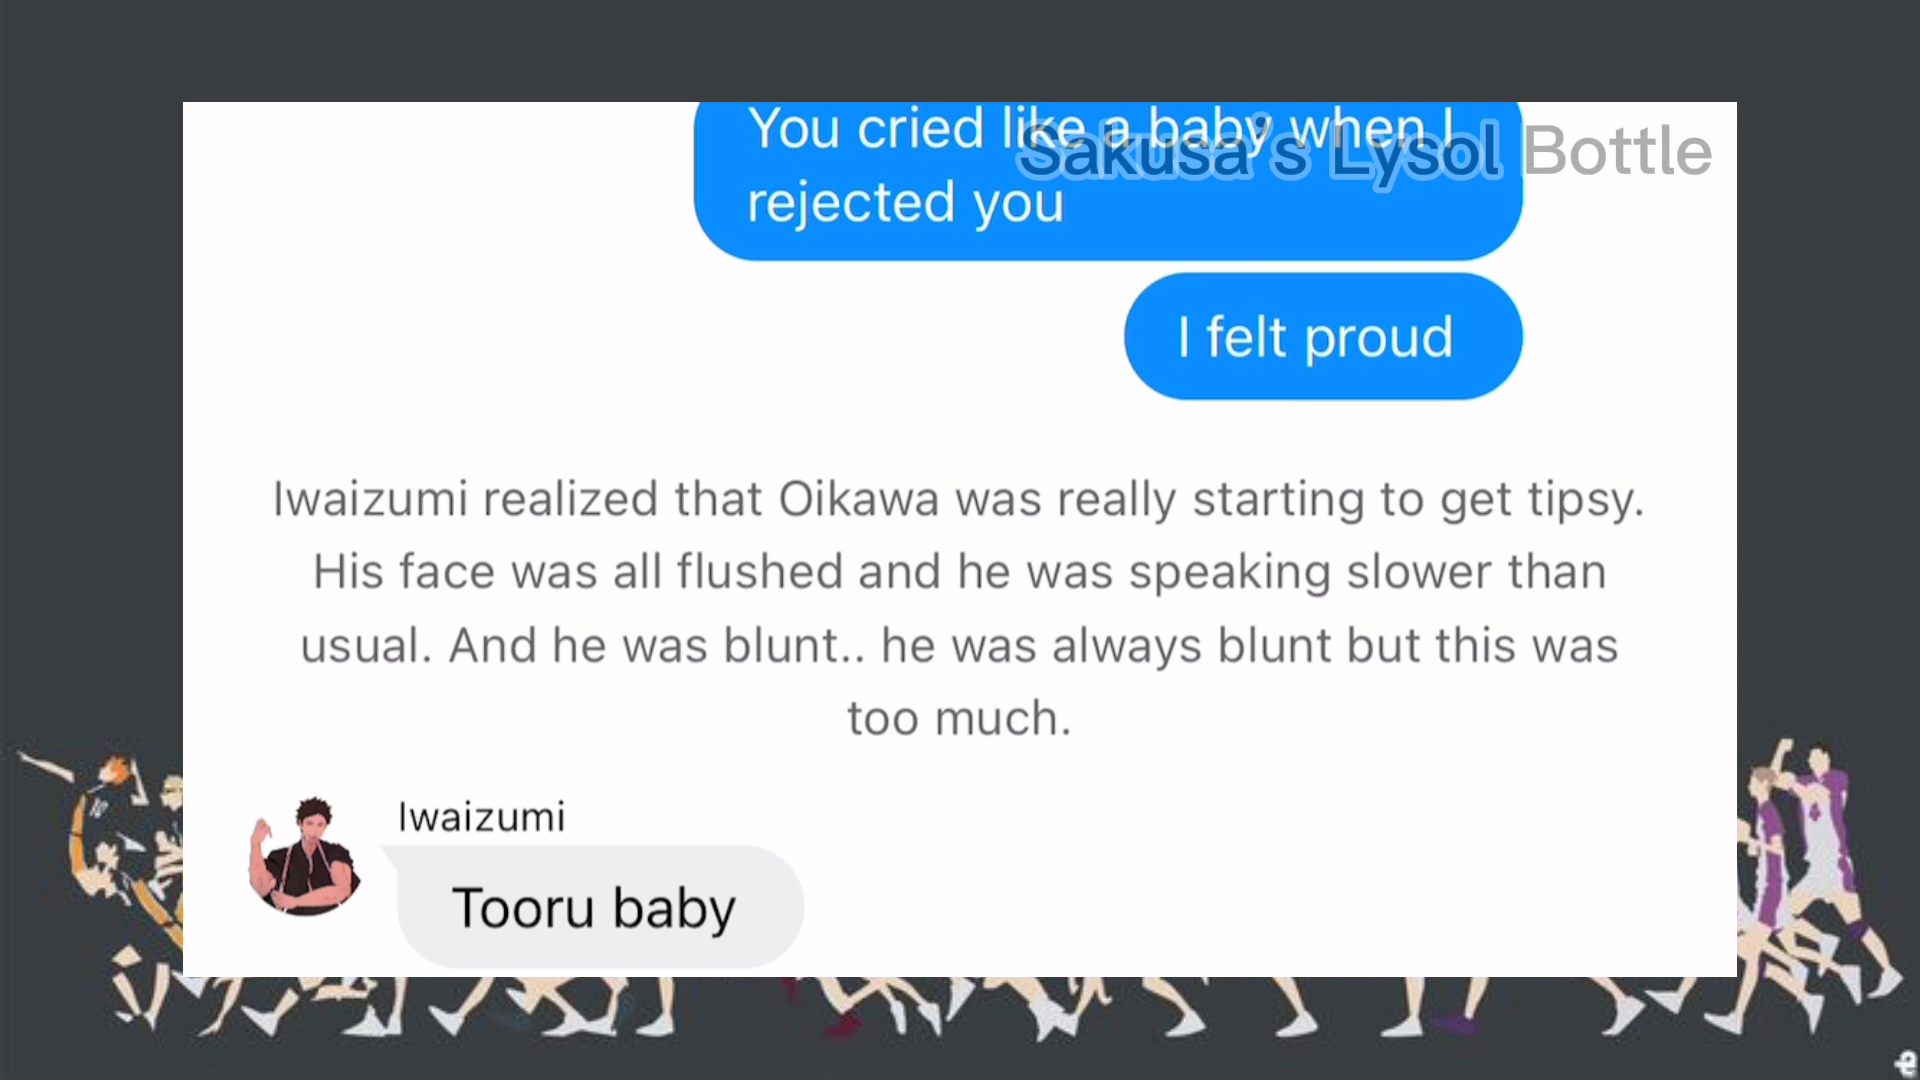 You cried like a baby when I
rejected you
Sakusa's Lysol Bottle
I felt proud
Iwaizumi realized that Oikawa was really starting to get tipsy.
His face was all flushed and he was speaking slower than
usual. And he was blunt.. he was always blunt but this was
too much.
Iwaizumi
Tooru baby